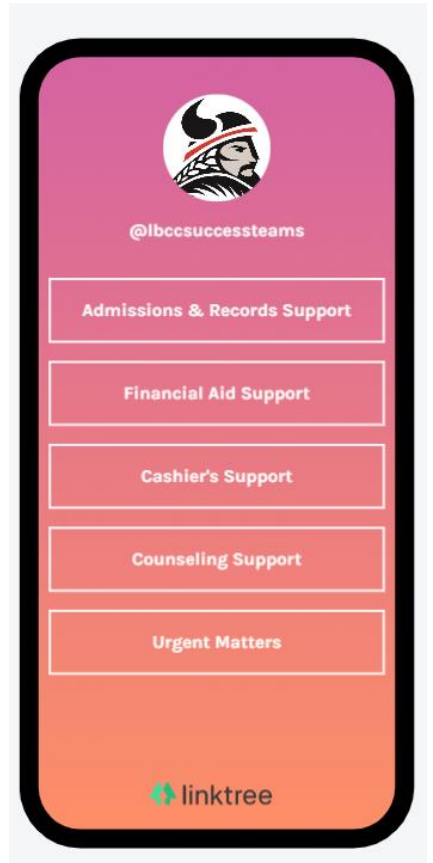 @lbccsuccessteams
Admissions & Records Support
Financial Aid Support
Cashier's Support
Counseling Support
Urgent Matters
linktree